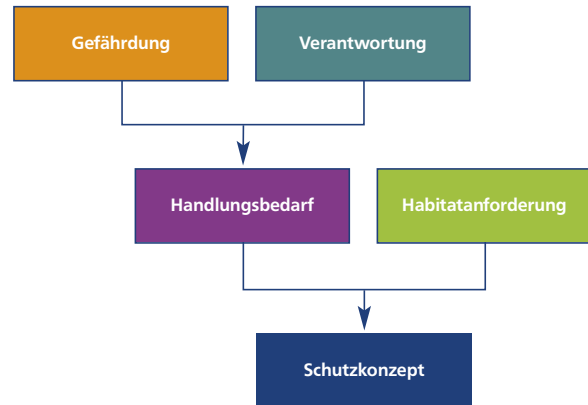 Gefährdung
Verantwortung
Handlungsbedarf
Habitatanforderung
Schutzkonzept